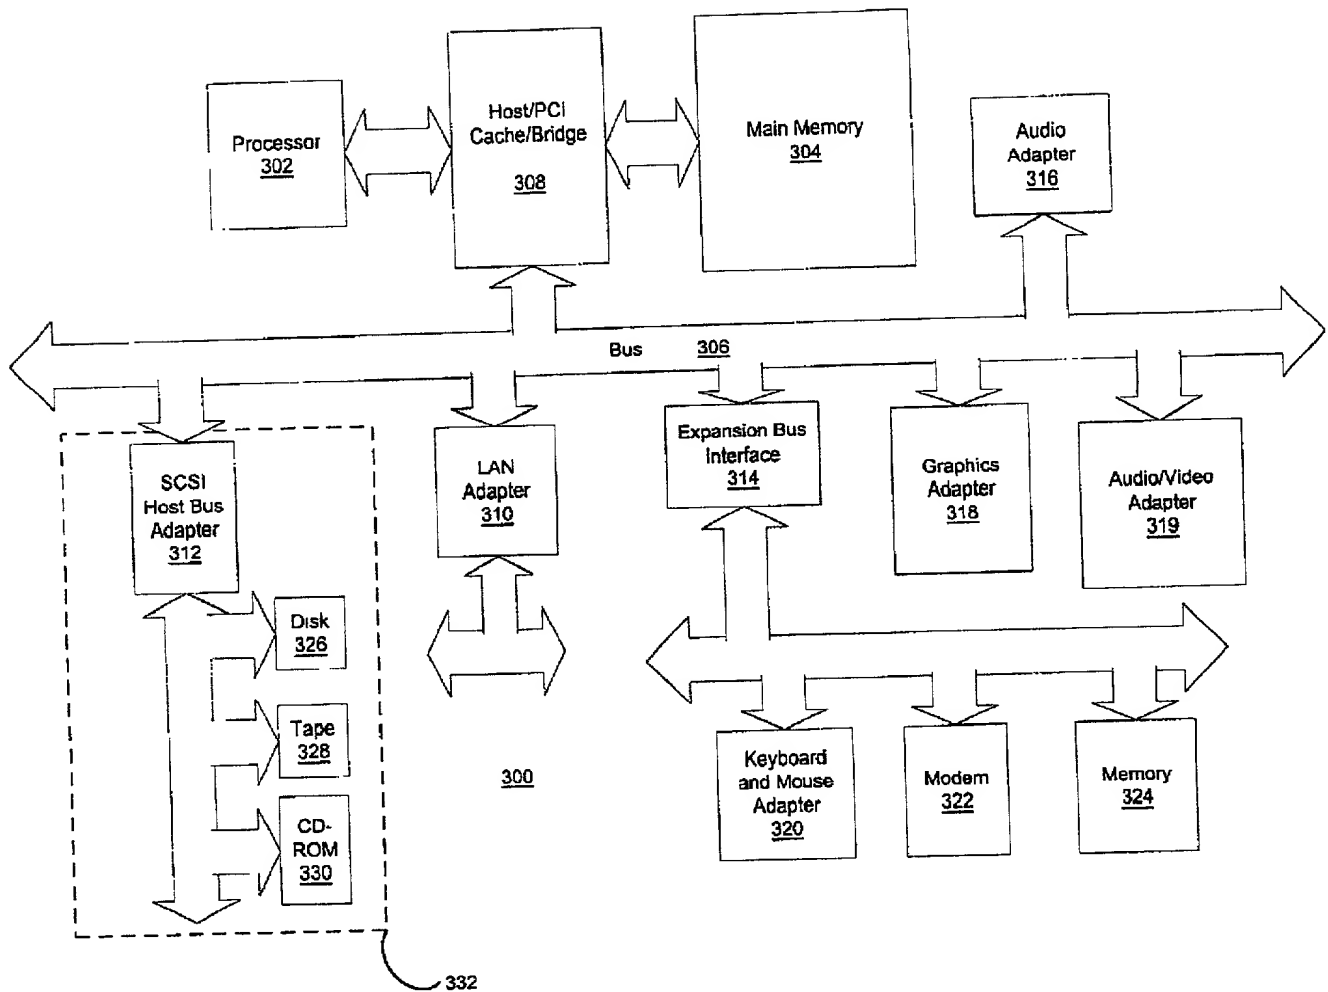 Processor
302
Host/PCI
Cache/Bridge
308
Main Memory
304
Audio
Adapter
316
Bus 306
SCSI
Host Bus
Adapter
312
LAN
Adapter
310
Expansion Bus
Interface
314
Graphics
Adapter
318
Audio/Video
Adapter
319
Disk
326
Tape
328
CD-
ROM
330
300
Keyboard
and Mouse
Adapter
320
Modem
322
Memory
324
332